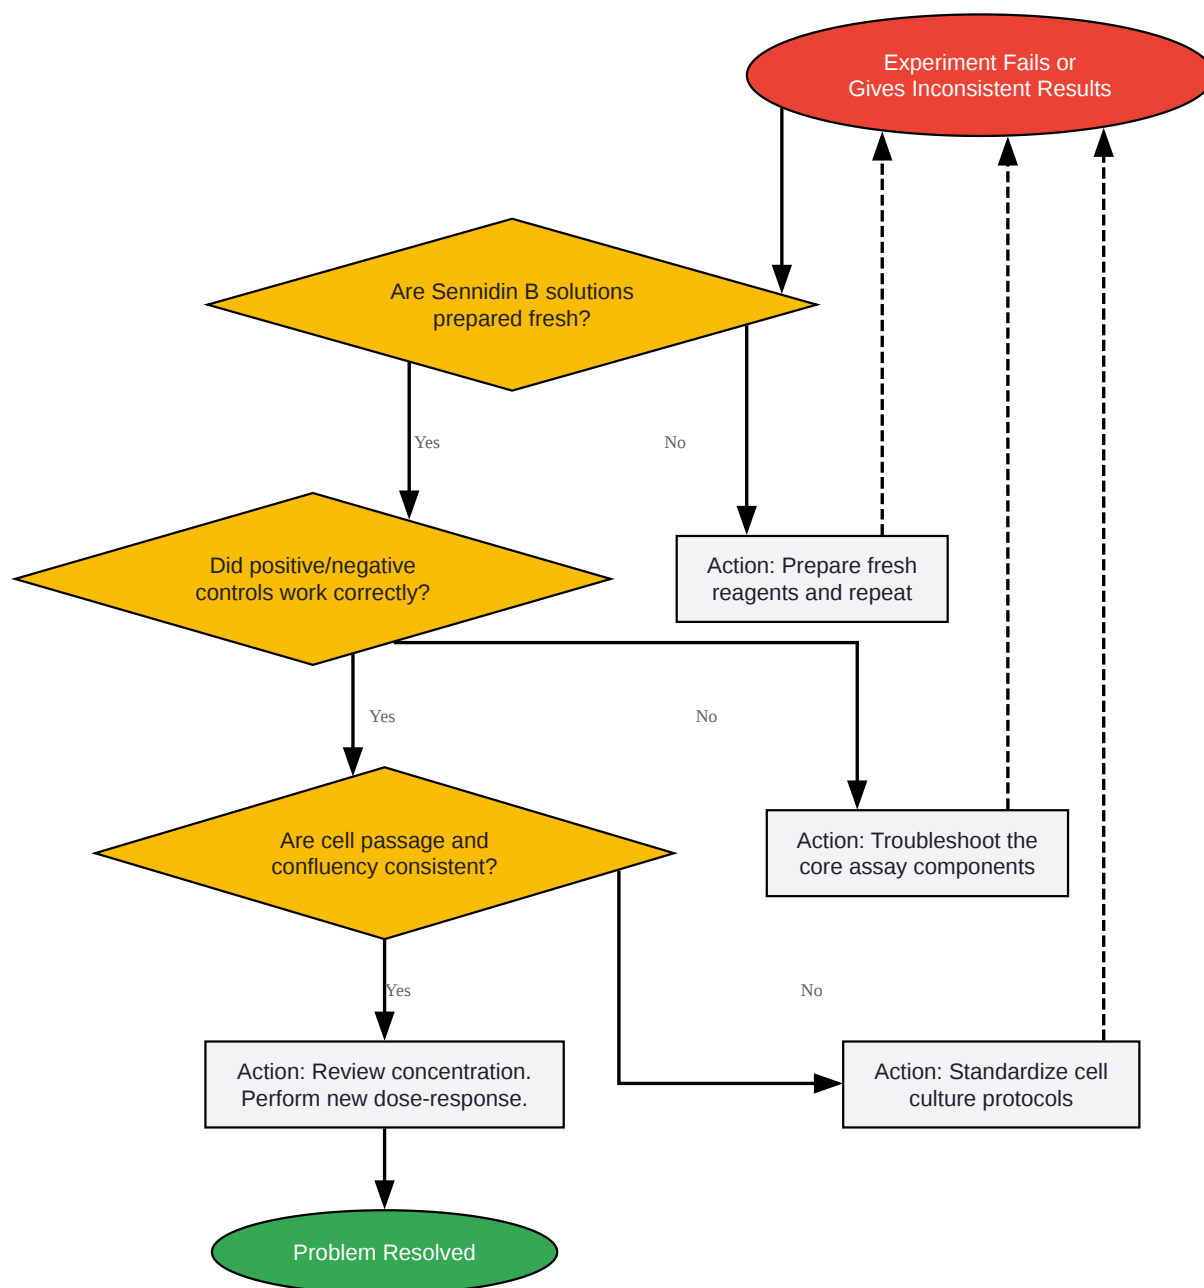 Experiment Fails or
Gives Inconsistent Results
Are Sennidin B solutions
prepared fresh?
Yes
No
Did positive/negative
controls work correctly?
Action: Prepare fresh
reagents and repeat
Yes
No
Are cell passage and
confluency consistent?
Action: Troubleshoot the
core assay components
Yes
No
Action: Review concentration.
Perform new dose-response.
Action: Standardize cell
culture protocols
Problem Resolved